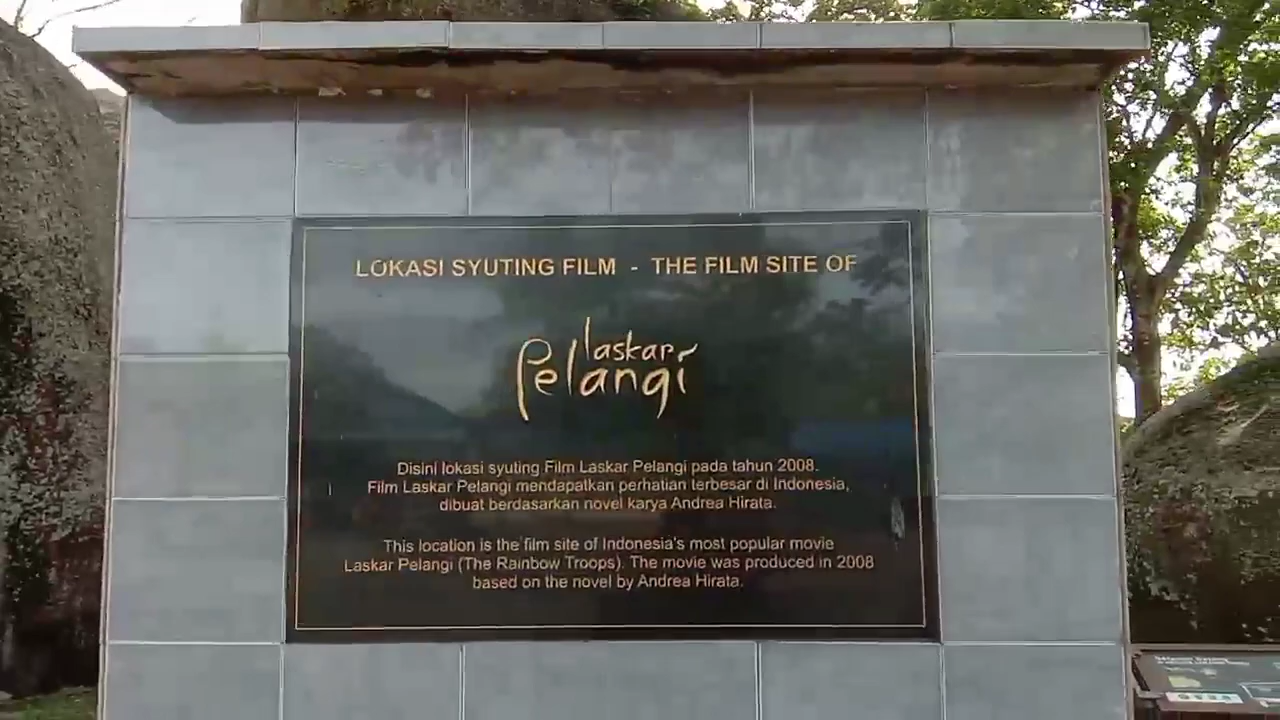 LOKASI SYUTING FILM - THE FILM SITE OF
laskar
Pelangi
Disini lokasi syuting Film Laskar Pelangi pada tahun 2008.
Film Laskar Pelangi mendapatkan perhatian terbesar di Indonesia,
dibuat berdasarkan novel karya Andrea Hirata.
This location is the film site of Indonesia's most popular movie
Laskar Pelangi (The Rainbow Troops). The movie was produced in 2008
based on the novel by Andrea Hirata.